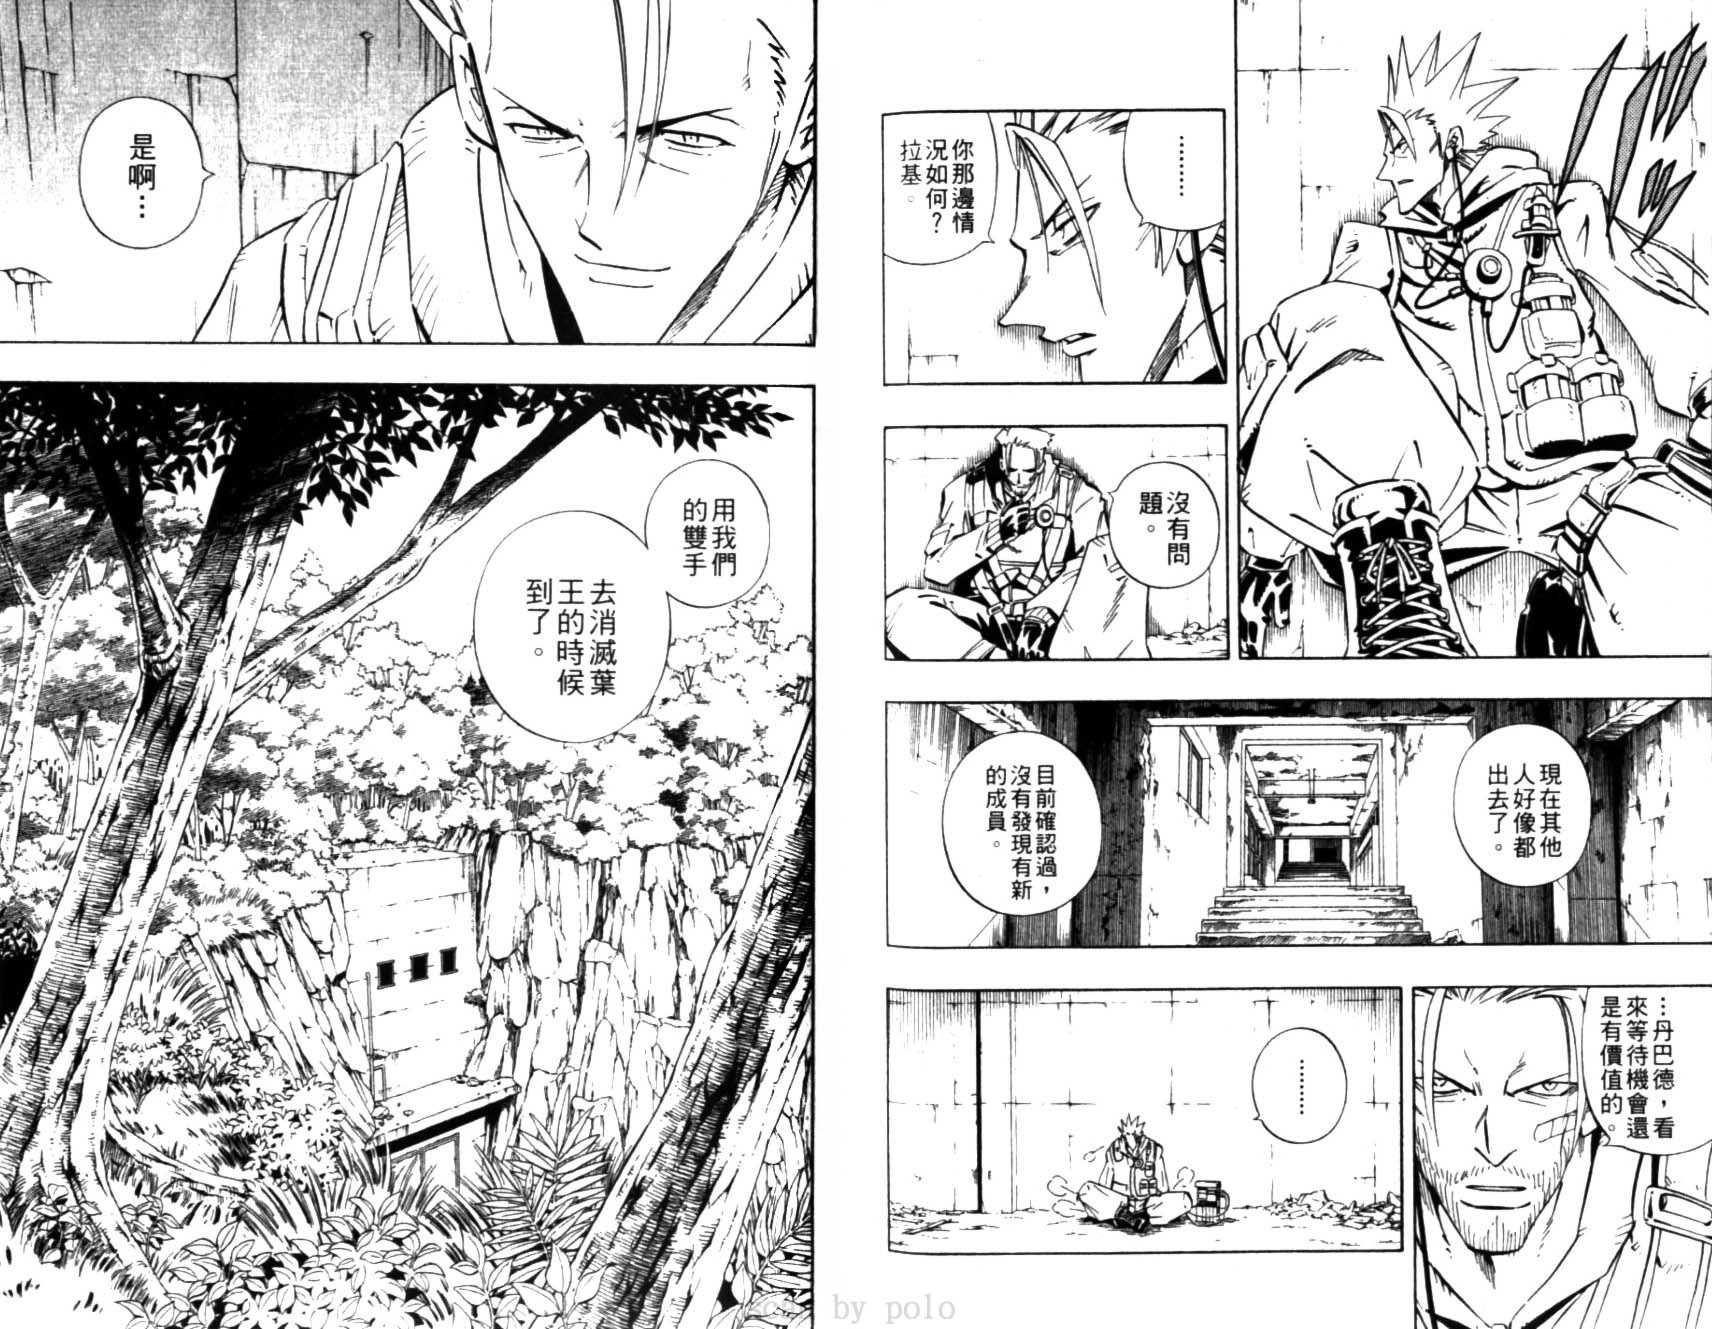 ………
你那邊情
況如何？
拉基。
沒有問
題。
現在其他
人好像都
出去了。
目前確認過，
沒有發現有新
的成員。
…丹巴德，看
來等待機會還
是有價值的。
………
是啊…
用我們
的雙手
去消滅葉
王的時候
到了。
by polo